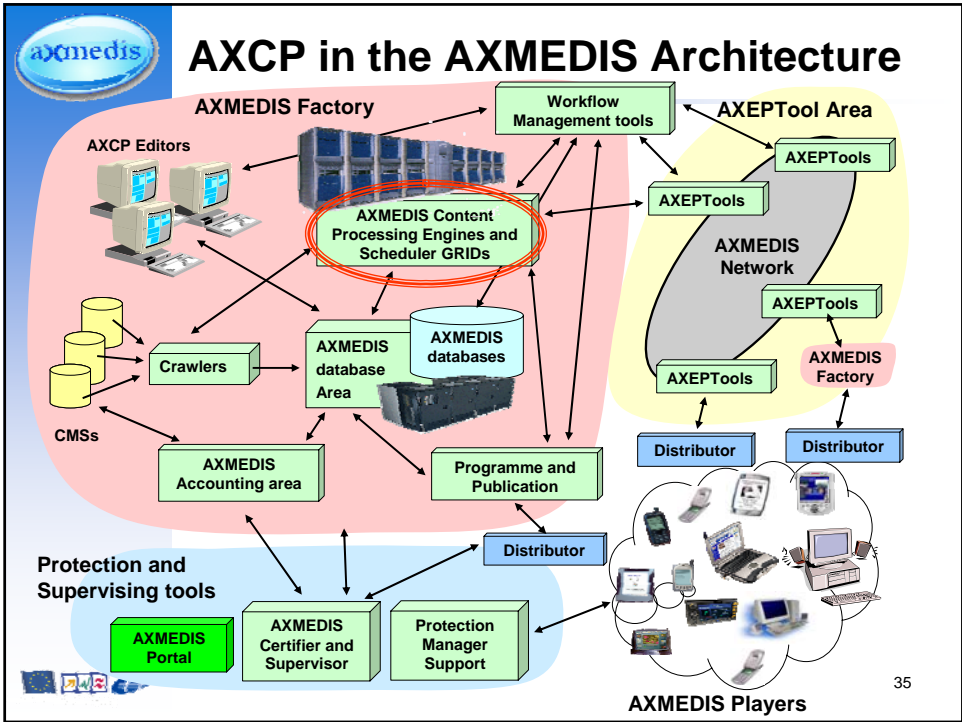 axmedis
AXCP in the AXMEDIS Architecture
AXMEDIS Factory
Workflow
Management tools
AXEPTool Area
AXCP Editors
AXEPTools
AXEPTools
AXMEDIS Content
Processing Engines and
Scheduler GRIDs
AXMEDIS
Network
AXEPTools
AXMEDIS
databases
AXMEDIS
database
Area
Crawlers
AXMEDIS
Factory
AXEPTools
CMSs
Distributor
Distributor
AXMEDIS
Accounting area
Programme and
Publication
Distributor
Protection and
Supervising tools
AXMEDIS
Portal
AXMEDIS
Certifier and
Supervisor
Protection
Manager
Support
AXMEDIS Players
35